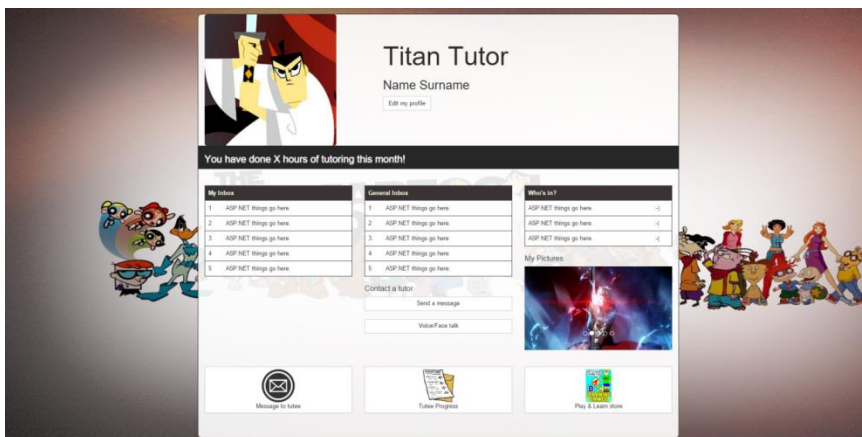 Titan Tutor
Name Surname
Edit my profile
You have done X hours of tutoring this month!
My Inbox
1 ASP.NET things go here.
2 ASP.NET things go here.
3 ASP.NET things go here.
4 ASP.NET things go here.
5 ASP.NET things go here.
General Inbox
1 ASP.NET things go here.
2 ASP.NET things go here.
3 ASP.NET things go here.
4 ASP.NET things go here.
5 ASP.NET things go here.
Contact a tutor
Send a message
Voice/Face talk
Who's in?
ASP.NET things go here. :-)
ASP.NET things go here. :-(
ASP.NET things go here. :-(
My Pictures
Message to tutee
Tutee Progress
Play & Learn store